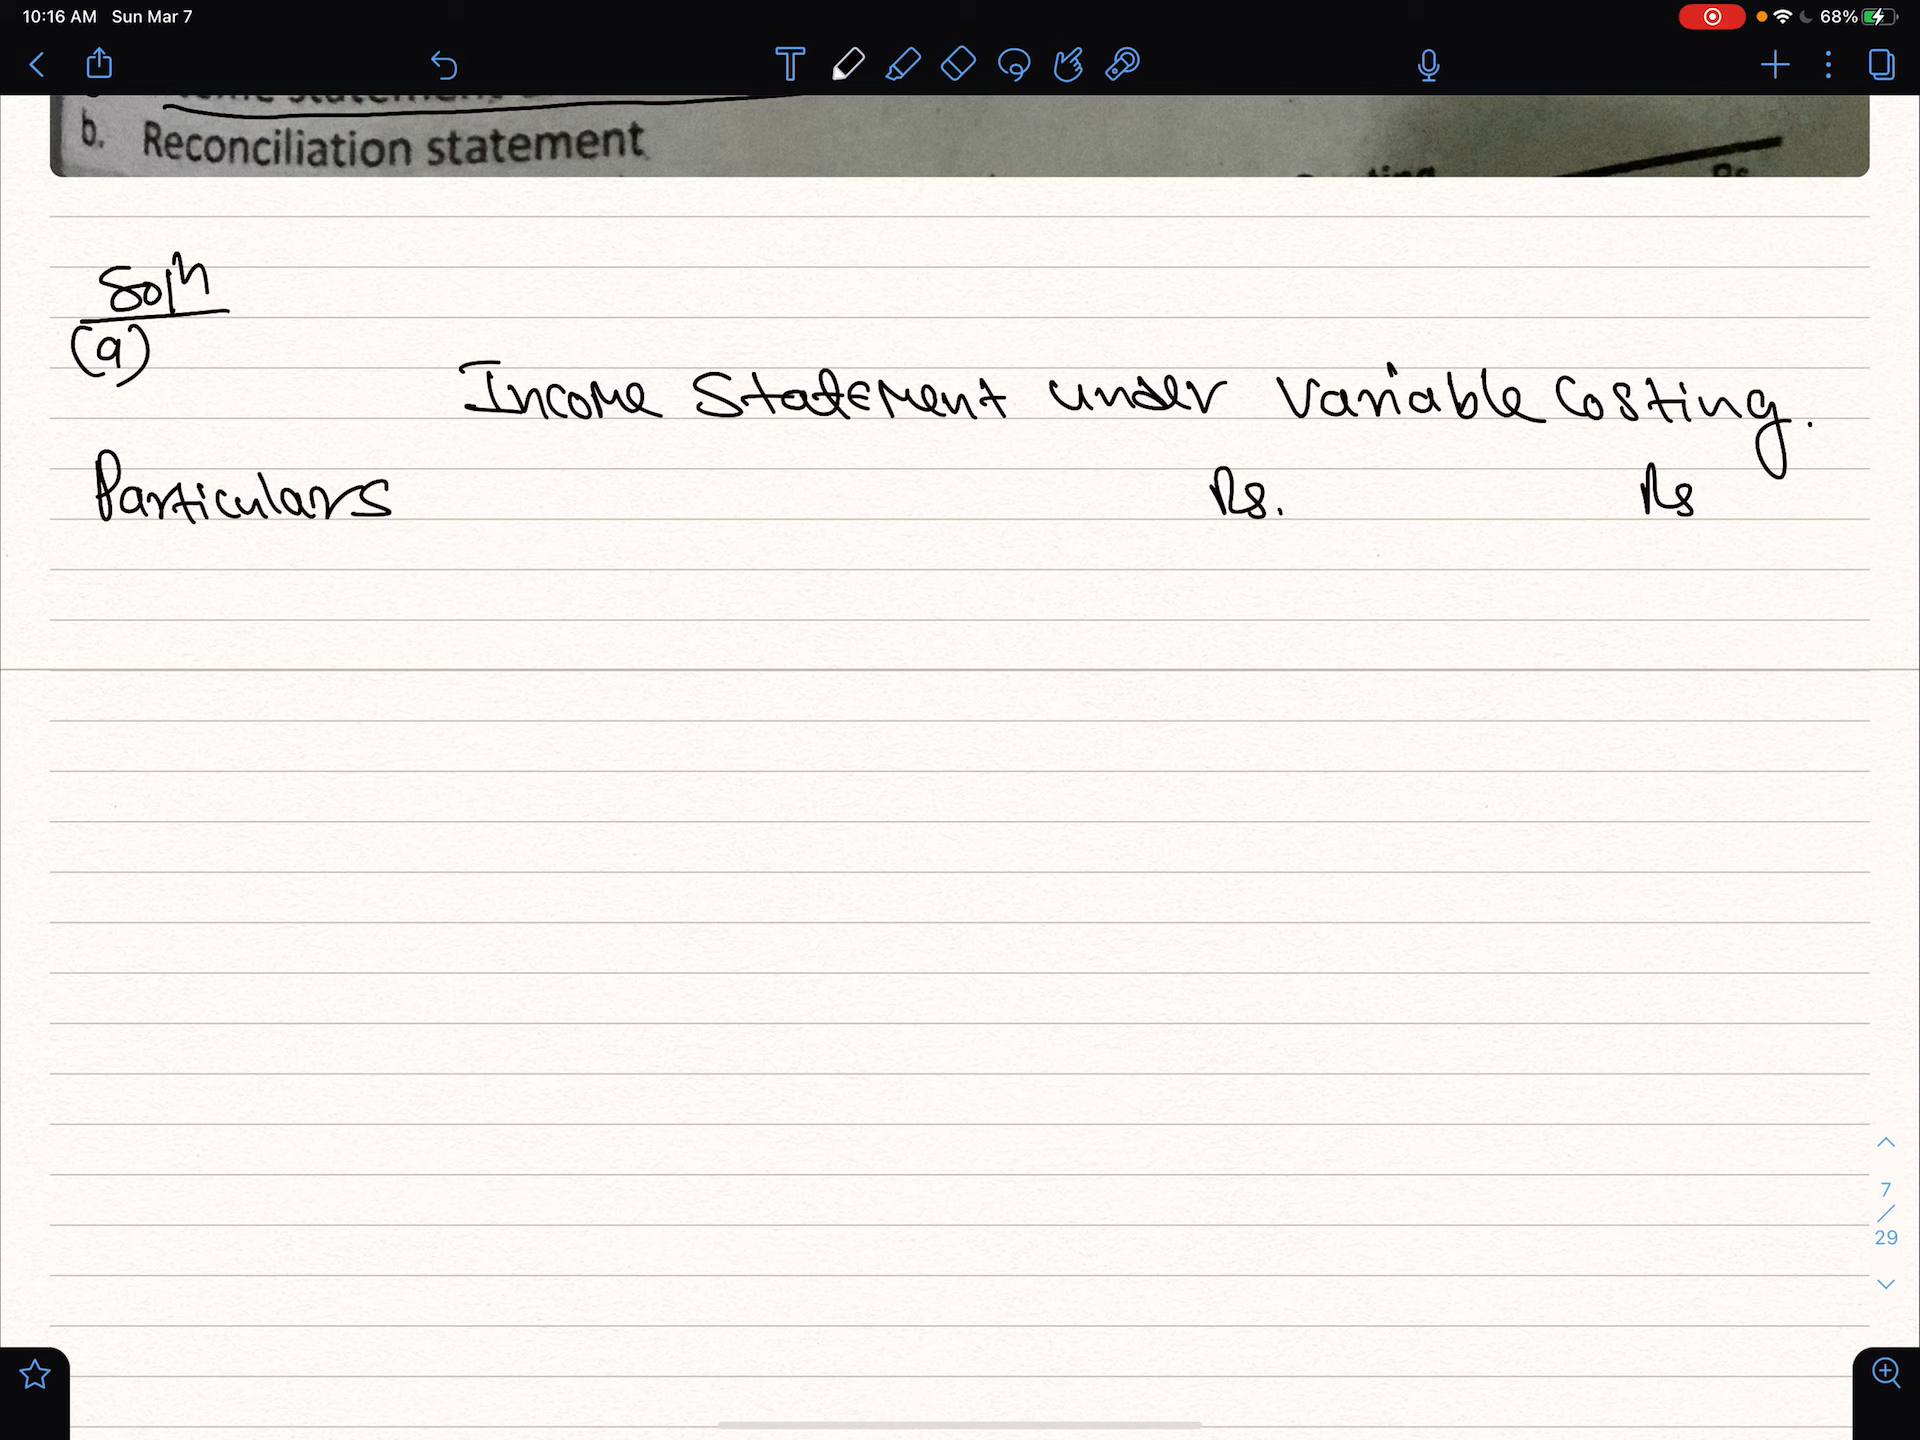 10:16 AM Sun Mar 7
68%
b. Reconciliation statement
Rs
Soln
(a)
Income Statement under Variable Costing.
Particulars Rs. Rs
7
/
29